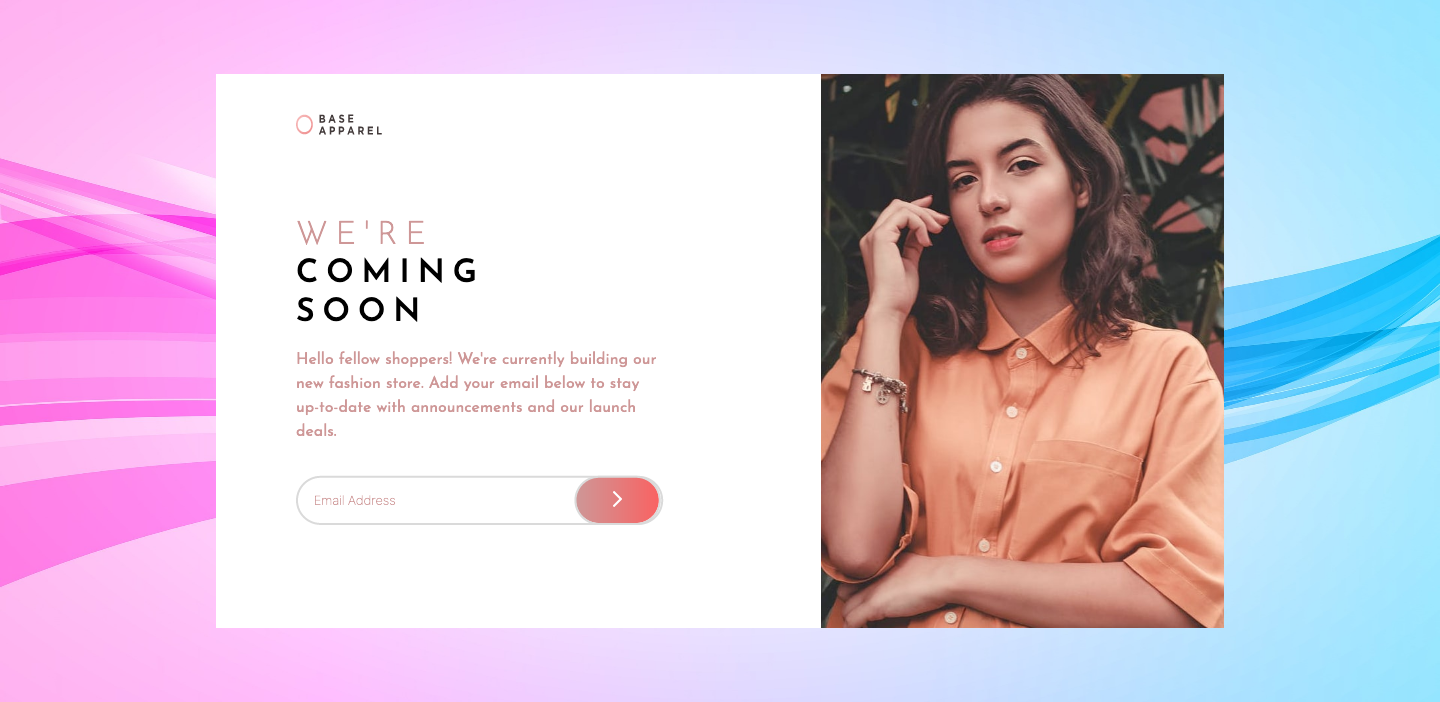 BASE
APPAREL
WE'RE
COMING
SOON
Hello fellow shoppers! We're currently building our
new fashion store. Add your email below to stay
up-to-date with announcements and our launch
deals.
Email Address